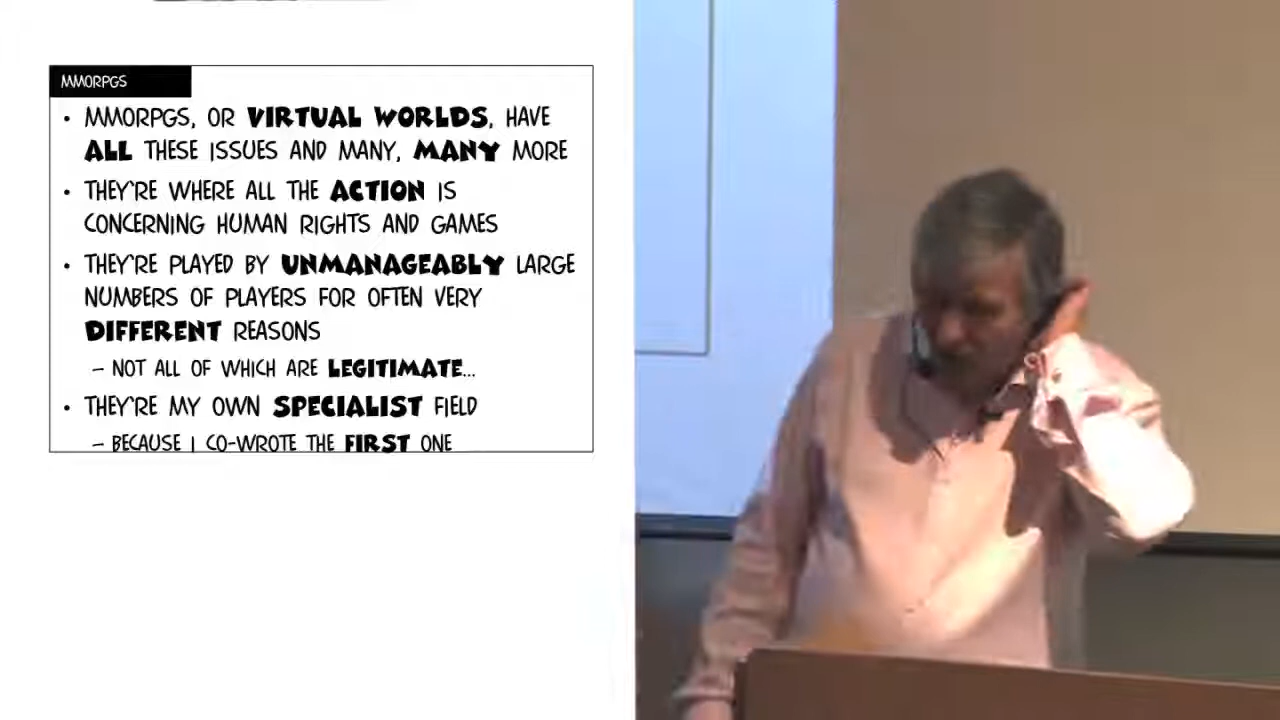 MMORPGS
• MMORPGS, OR VIRTUAL WORLDS, HAVE
ALL THESE ISSUES AND MANY, MANY MORE
• THEY'RE WHERE ALL THE ACTION IS
CONCERNING HUMAN RIGHTS AND GAMES
• THEY'RE PLAYED BY UNMANAGEABLY LARGE
NUMBERS OF PLAYERS FOR OFTEN VERY
DIFFERENT REASONS
– NOT ALL OF WHICH ARE LEGITIMATE...
• THEY'RE MY OWN SPECIALIST FIELD
– BECAUSE I CO-WROTE THE FIRST ONE